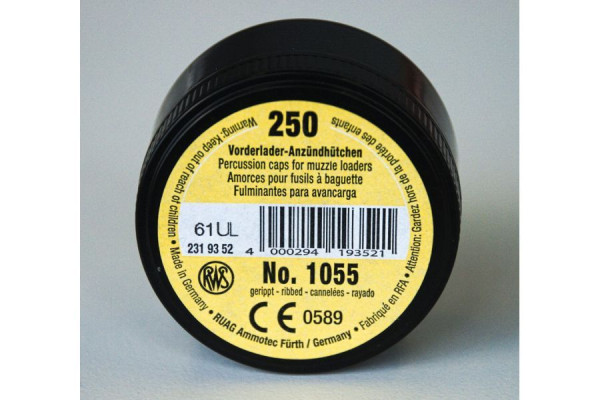 250
Vorderlader-Anzündhütchen
Percussion caps for muzzle loaders
Amorces pour fusils à baguette
Fulminantes para avancarga
61UL
231 93 52
4 000294 193521
RWS
No. 1055
gerippt - ribbed - cannelées - rayado
CE 0589
Warning: Keep out of reach of children • Made in Germany • RUAG Ammotec Fürth / Germany • Fabriqué en RFA • Attention: Gardez hors de la portée des enfants